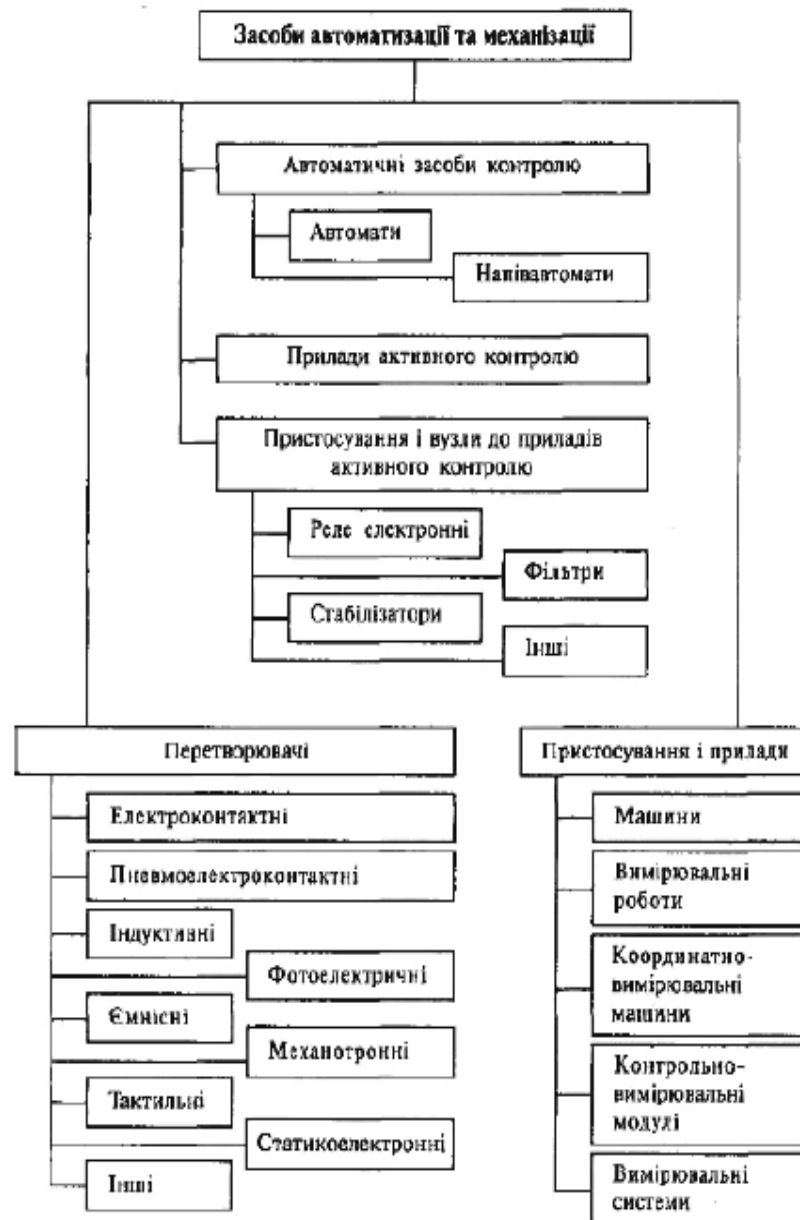 Засоби автоматизації та механізації
Автоматичні засоби контролю
Автомати
Напівавтомати
Прилади активного контролю
Пристосування і вузли до приладів
активного контролю
Реле електронні
Фільтри
Стабілізатори
Інші
Перетворювачі
Електроконтактні
Пневмоелектроконтактні
Індуктивні
Фотоелектричні
Ємнісні
Механотронні
Тактильні
Статикоелектронні
Інші
Пристосування і прилади
Машини
Вимірювальні
роботи
Координатно-
вимірювальні
машини
Контрольно-
вимірювальні
модулі
Вимірювальні
системи